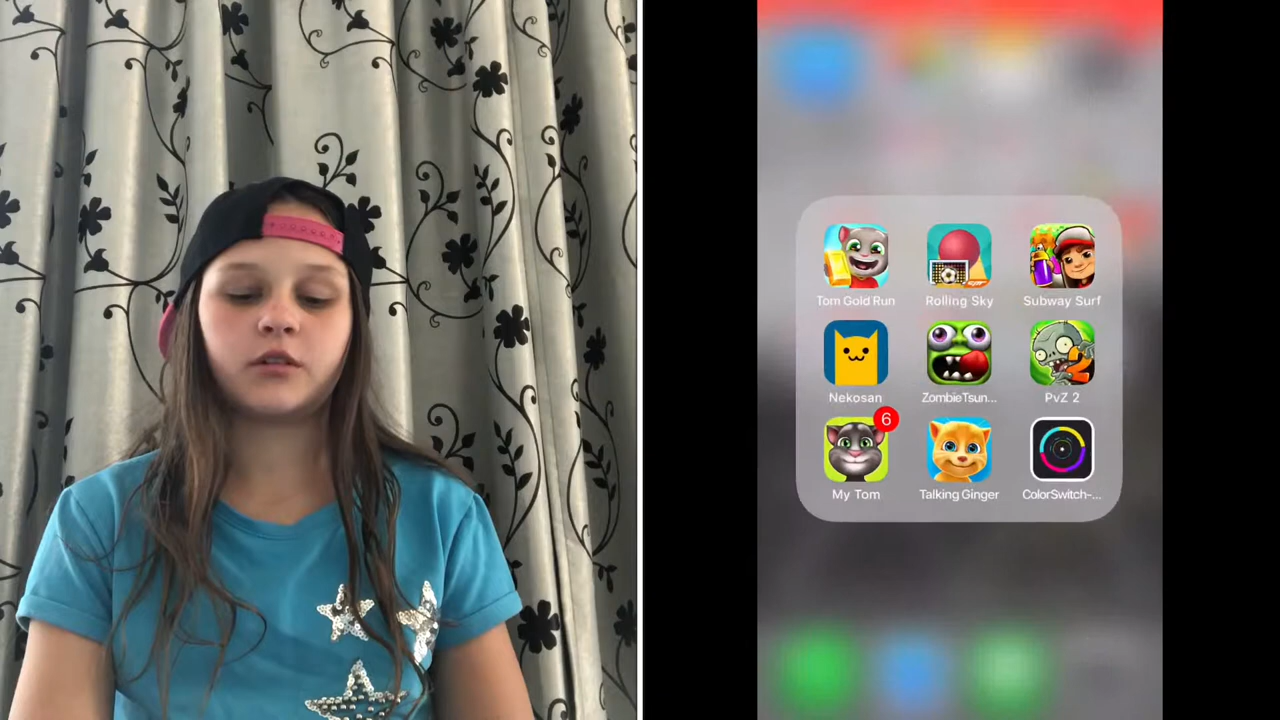 Tom Gold Run
Rolling Sky
Subway Surf
Nekosan
ZombieTsun...
PvZ 2
6
My Tom
Talking Ginger
ColorSwitch-...